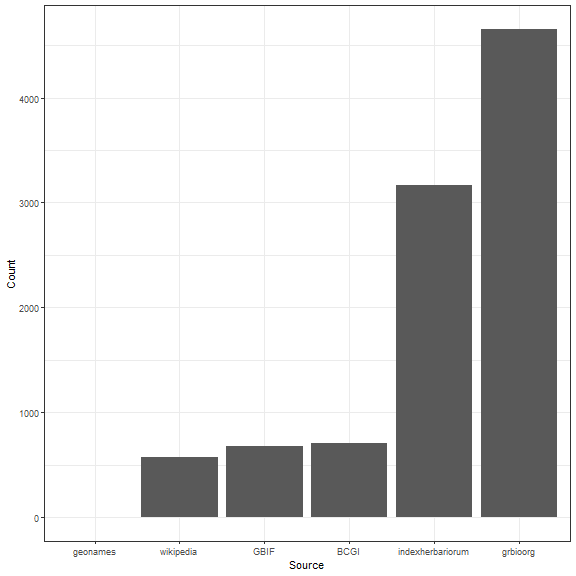 Count
4000
3000
2000
1000
0
geonames
wikipedia
GBIF
BCGI
indexherbariorum
grbioorg
Source